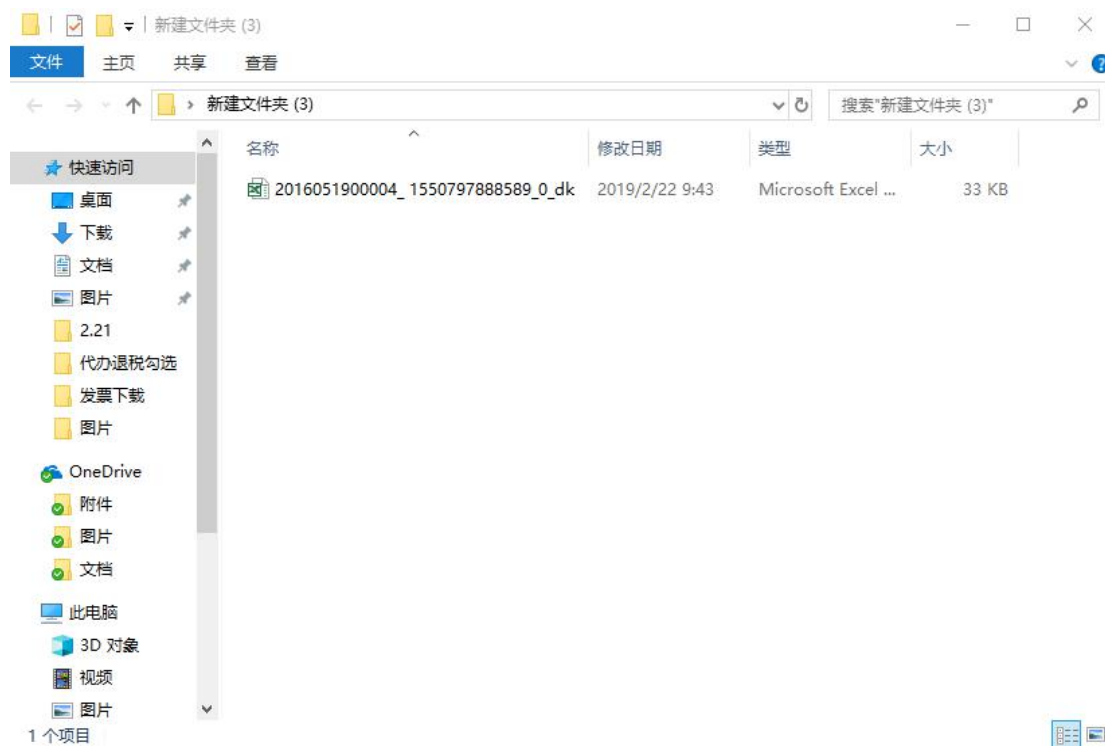 新建文件夹 (3)
文件 主页 共享 查看
新建文件夹 (3) 搜索"新建文件夹 (3)"
名称 修改日期 类型 大小
快速访问
2016051900004_1550797888589_0_dk 2019/2/22 9:43 Microsoft Excel ... 33 KB
桌面
下载
文档
图片
2.21
代办退税勾选
发票下载
图片
OneDrive
附件
图片
文档
此电脑
3D 对象
视频
图片
1 个项目